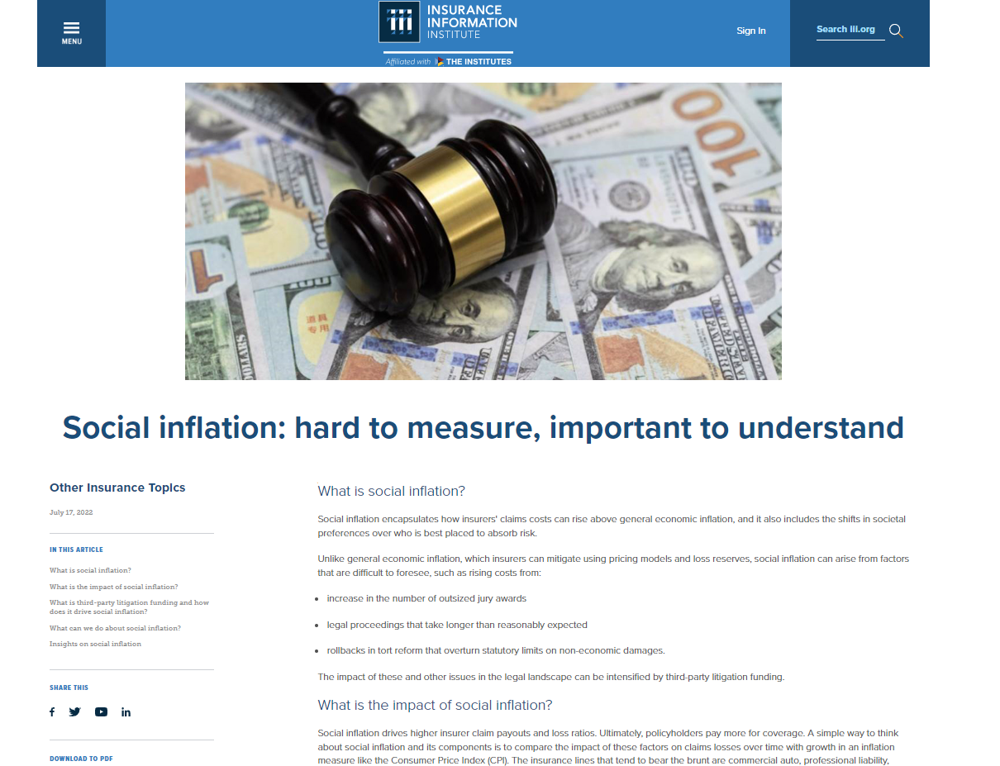 MENU
iii
INSURANCE
INFORMATION
INSTITUTE
Affiliated with THE INSTITUTES
Sign In
Search iii.org
100
100
道具
专用
DOLLARS
Social inflation: hard to measure, important to understand
Other Insurance Topics
July 17, 2022
IN THIS ARTICLE
What is social inflation?
What is the impact of social inflation?
What is third-party litigation funding and how
does it drive social inflation?
What can we do about social inflation?
Insights on social inflation
SHARE THIS
DOWNLOAD TO PDF
What is social inflation?
Social inflation encapsulates how insurers' claims costs can rise above general economic inflation, and it also includes the shifts in societal
preferences over who is best placed to absorb risk.
Unlike general economic inflation, which insurers can mitigate using pricing models and loss reserves, social inflation can arise from factors
that are difficult to foresee, such as rising costs from:
• increase in the number of outsized jury awards
• legal proceedings that take longer than reasonably expected
• rollbacks in tort reform that overturn statutory limits on non-economic damages.
The impact of these and other issues in the legal landscape can be intensified by third-party litigation funding.
What is the impact of social inflation?
Social inflation drives higher insurer claim payouts and loss ratios. Ultimately, policyholders pay more for coverage. A simple way to think
about social inflation and its components is to compare the impact of these factors on claims losses over time with growth in an inflation
measure like the Consumer Price Index (CPI). The insurance lines that tend to bear the brunt are commercial auto, professional liability,